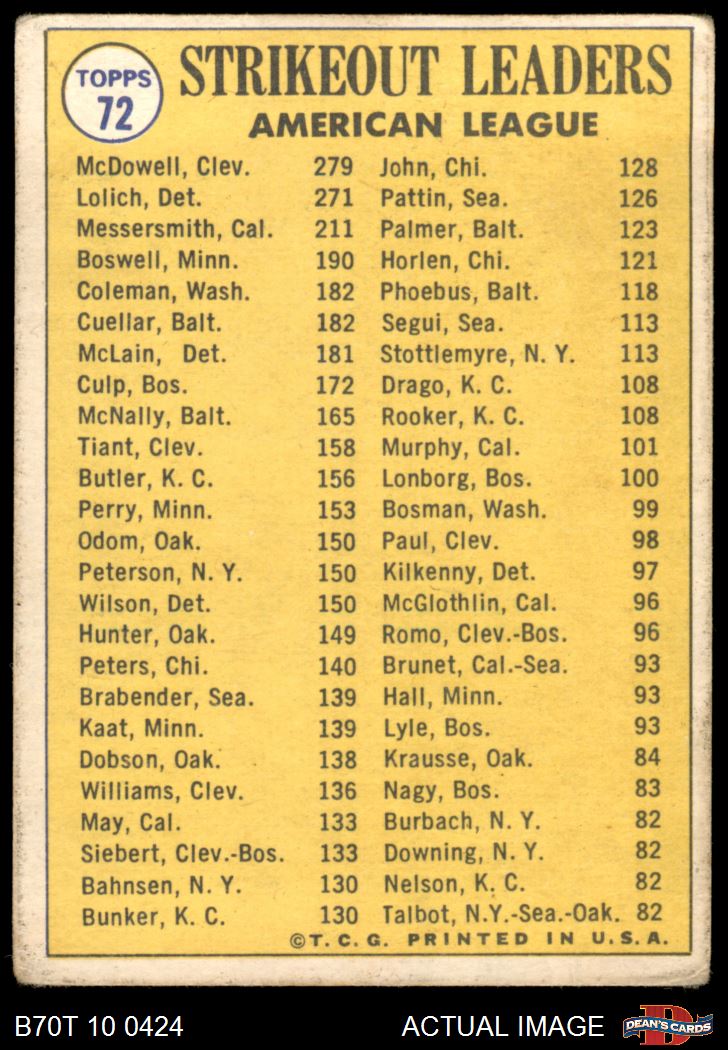 TOPPS
72
STRIKEOUT LEADERS
AMERICAN LEAGUE
McDowell, Clev. 279
Lolich, Det. 271
Messersmith, Cal. 211
Boswell, Minn. 190
Coleman, Wash. 182
Cuellar, Balt. 182
McLain, Det. 181
Culp, Bos. 172
McNally, Balt. 165
Tiant, Clev. 158
Butler, K. C. 156
Perry, Minn. 153
Odom, Oak. 150
Peterson, N. Y. 150
Wilson, Det. 150
Hunter, Oak. 149
Peters, Chi. 140
Brabender, Sea. 139
Kaat, Minn. 139
Dobson, Oak. 138
Williams, Clev. 136
May, Cal. 133
Siebert, Clev.-Bos. 133
Bahnsen, N. Y. 130
Bunker, K. C. 130
John, Chi. 128
Pattin, Sea. 126
Palmer, Balt. 123
Horlen, Chi. 121
Phoebus, Balt. 118
Segui, Sea. 113
Stottlemyre, N. Y. 113
Drago, K. C. 108
Rooker, K. C. 108
Murphy, Cal. 101
Lonborg, Bos. 100
Bosman, Wash. 99
Paul, Clev. 98
Kilkenny, Det. 97
McGlothlin, Cal. 96
Romo, Clev.-Bos. 96
Brunet, Cal.-Sea. 93
Hall, Minn. 93
Lyle, Bos. 93
Krausse, Oak. 84
Nagy, Bos. 83
Burbach, N. Y. 82
Downing, N. Y. 82
Nelson, K. C. 82
Talbot, N.Y.-Sea.-Oak. 82
©T. C. G. PRINTED IN U. S. A.
B70T 10 0424
ACTUAL IMAGE
D
DEAN'S CARDS